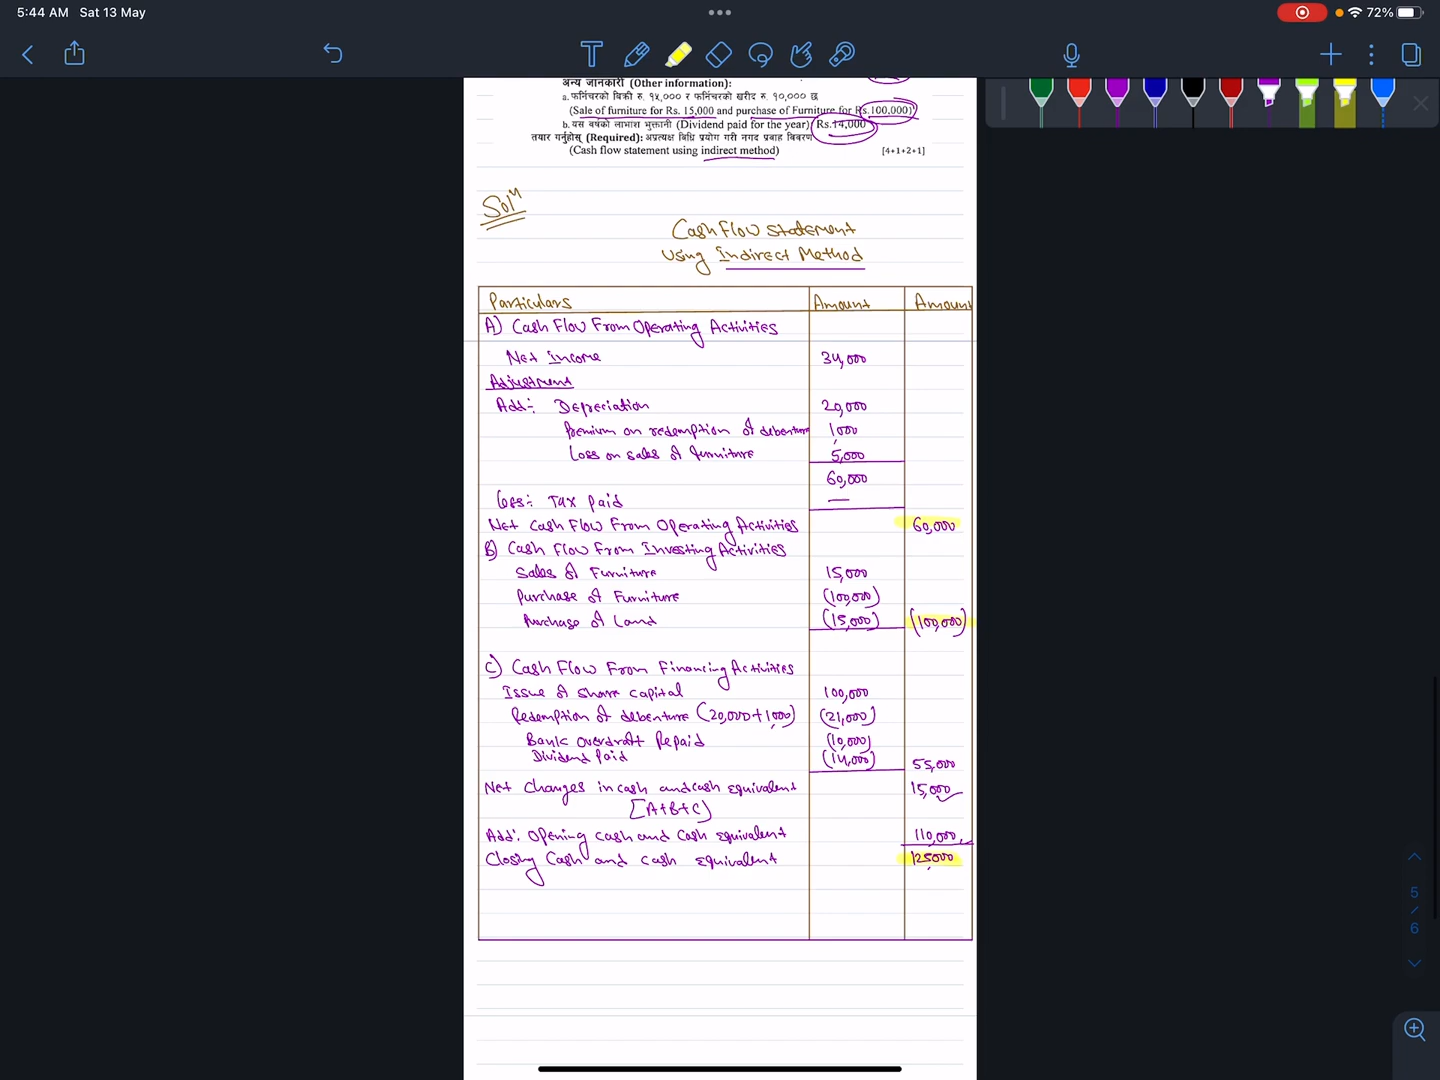 5:44 AM Sat 13 May
72%
अन्य जानकारी (Other information):
a. फर्निचरको बिक्री रु. १५,००० र फर्निचरको खरीद रु. १०,००० छ
(Sale of furniture for Rs. 15,000 and purchase of Furniture for Rs.100,000)
b. यस वर्षको लाभांश भुक्तानी (Dividend paid for the year) Rs.14,000
तयार गर्नुहोस् (Required): अप्रत्यक्ष विधि प्रयोग गरी नगद प्रवाह विवरण
(Cash flow statement using indirect method) [4+1+2+1]
Solⁿ
Cash Flow Statement
Using Indirect Method
Particulars Amount Amount
A) Cash Flow From Operating Activities
Net Income 34,000
Adjustment
Add:- Depreciation 20,000
Premium on redemption of debenture 1,000
Loss on sales of furniture 5,000
60,000
Less:- Tax Paid —
Net Cash Flow From Operating Activities 60,000
B) Cash Flow From Investing Activities
Sales of Furniture 15,000
Purchase of Furniture (100,000)
Purchase of Land (15,000) (100,000)
C) Cash Flow From Financing Activities
Issue of share capital 100,000
Redemption of debenture (20,000+1,000) (21,000)
Bank overdraft Repaid (10,000)
Dividend Paid (14,000) 55,000
Net Changes in cash and cash equivalent 15,000
[A+B+C)
Add:- Opening cash and cash equivalent 110,000
Closing Cash and cash equivalent 125,000
5
/
6